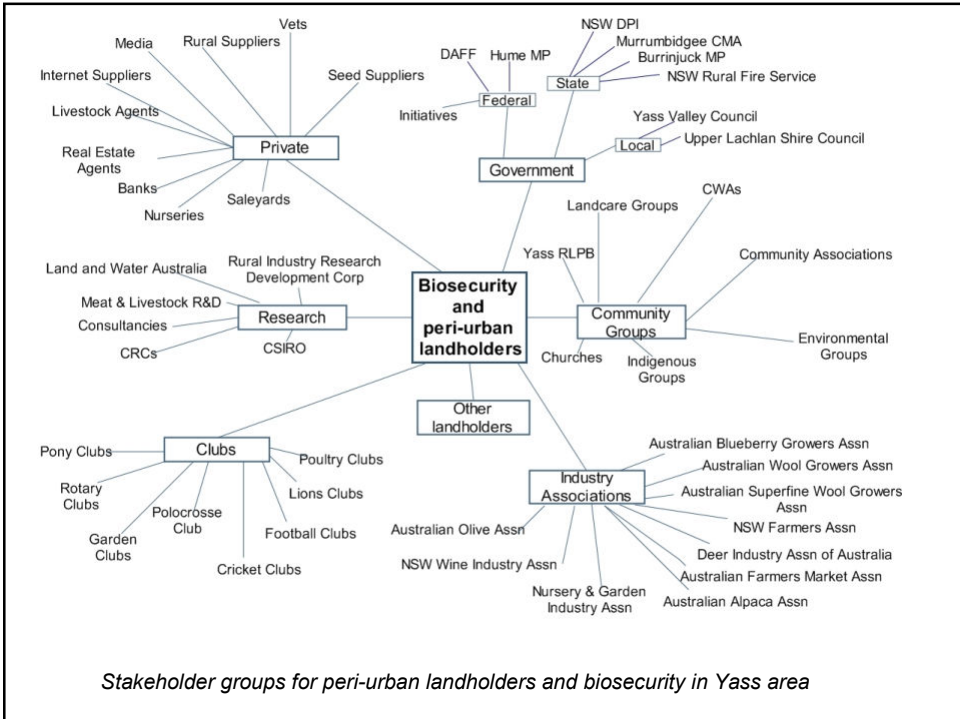 Vets
Rural Suppliers
Media
Internet Suppliers
Seed Suppliers
Livestock Agents
Private
Real Estate
Agents
Banks
Nurseries
Saleyards
NSW DPI
DAFF
Hume MP
Murrumbidgee CMA
Burrinjuck MP
State
NSW Rural Fire Service
Federal
Initiatives
Yass Valley Council
Local
Upper Lachlan Shire Council
Government
CWAs
Landcare Groups
Yass RLPB
Community Associations
Community
Groups
Environmental
Groups
Churches
Indigenous
Groups
Land and Water Australia
Rural Industry Research
Development Corp
Meat & Livestock R&D
Research
Consultancies
CRCs
CSIRO
Biosecurity
and
peri-urban
landholders
Other
landholders
Clubs
Pony Clubs
Poultry Clubs
Rotary
Clubs
Lions Clubs
Polocrosse
Club
Garden
Clubs
Football Clubs
Cricket Clubs
Industry
Associations
Australian Blueberry Growers Assn
Australian Wool Growers Assn
Australian Superfine Wool Growers
Assn
NSW Farmers Assn
Deer Industry Assn of Australia
Australian Farmers Market Assn
Australian Alpaca Assn
Australian Olive Assn
NSW Wine Industry Assn
Nursery & Garden
Industry Assn
Stakeholder groups for peri-urban landholders and biosecurity in Yass area